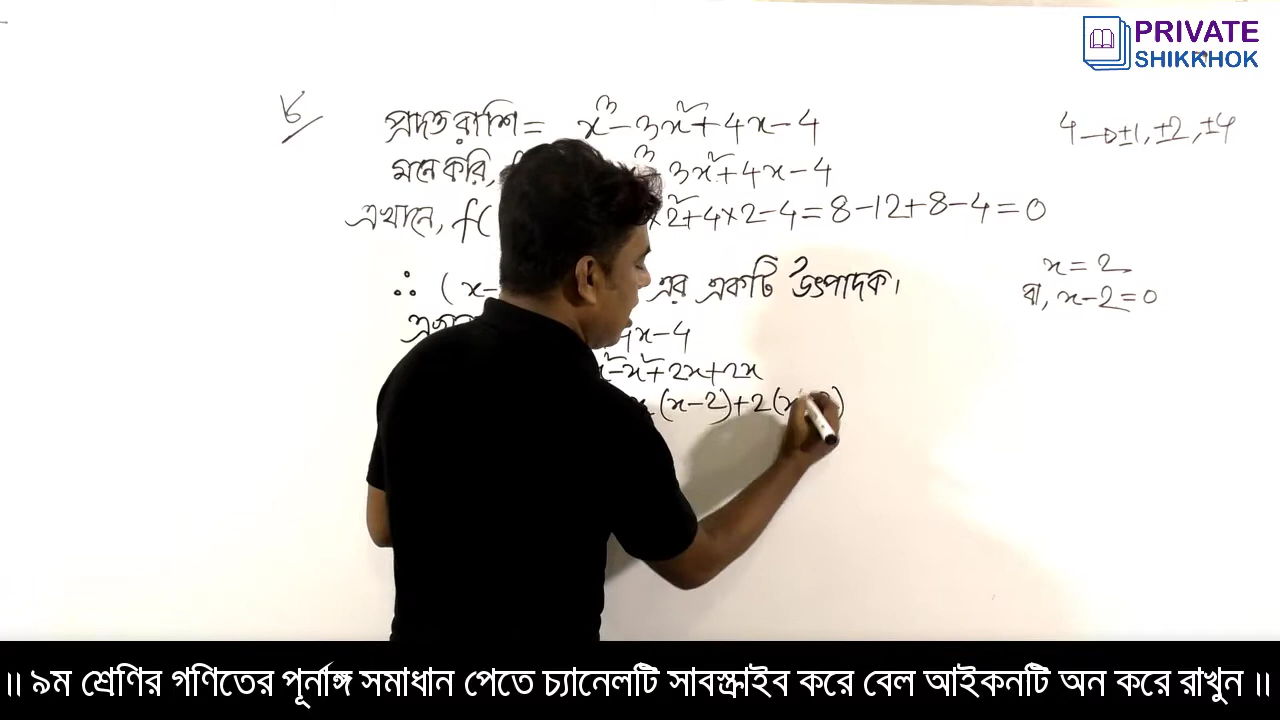 PRIVATE
SHIKKHOK
৮
প্রদত্ত রাশি = x³ - 3x² + 4x - 4
4 → ±1, ±2, ±4
মনে করি, - 3x² + 4x - 4
এখানে, f( ×2² + 4×2 - 4 = 8 - 12 + 8 - 4 = 0
x = 2
∴ (x- এর একটি উৎপাদক।
বা, x - 2 = 0
4x - 4
- x² + 2x + 2x
(x - 2) + 2(x
॥ ৯ম শ্রেণির গণিতের পূর্নাঙ্গ সমাধান পেতে চ্যানেলটি সাবস্ক্রাইব করে বেল আইকনটি অন করে রাখুন ॥